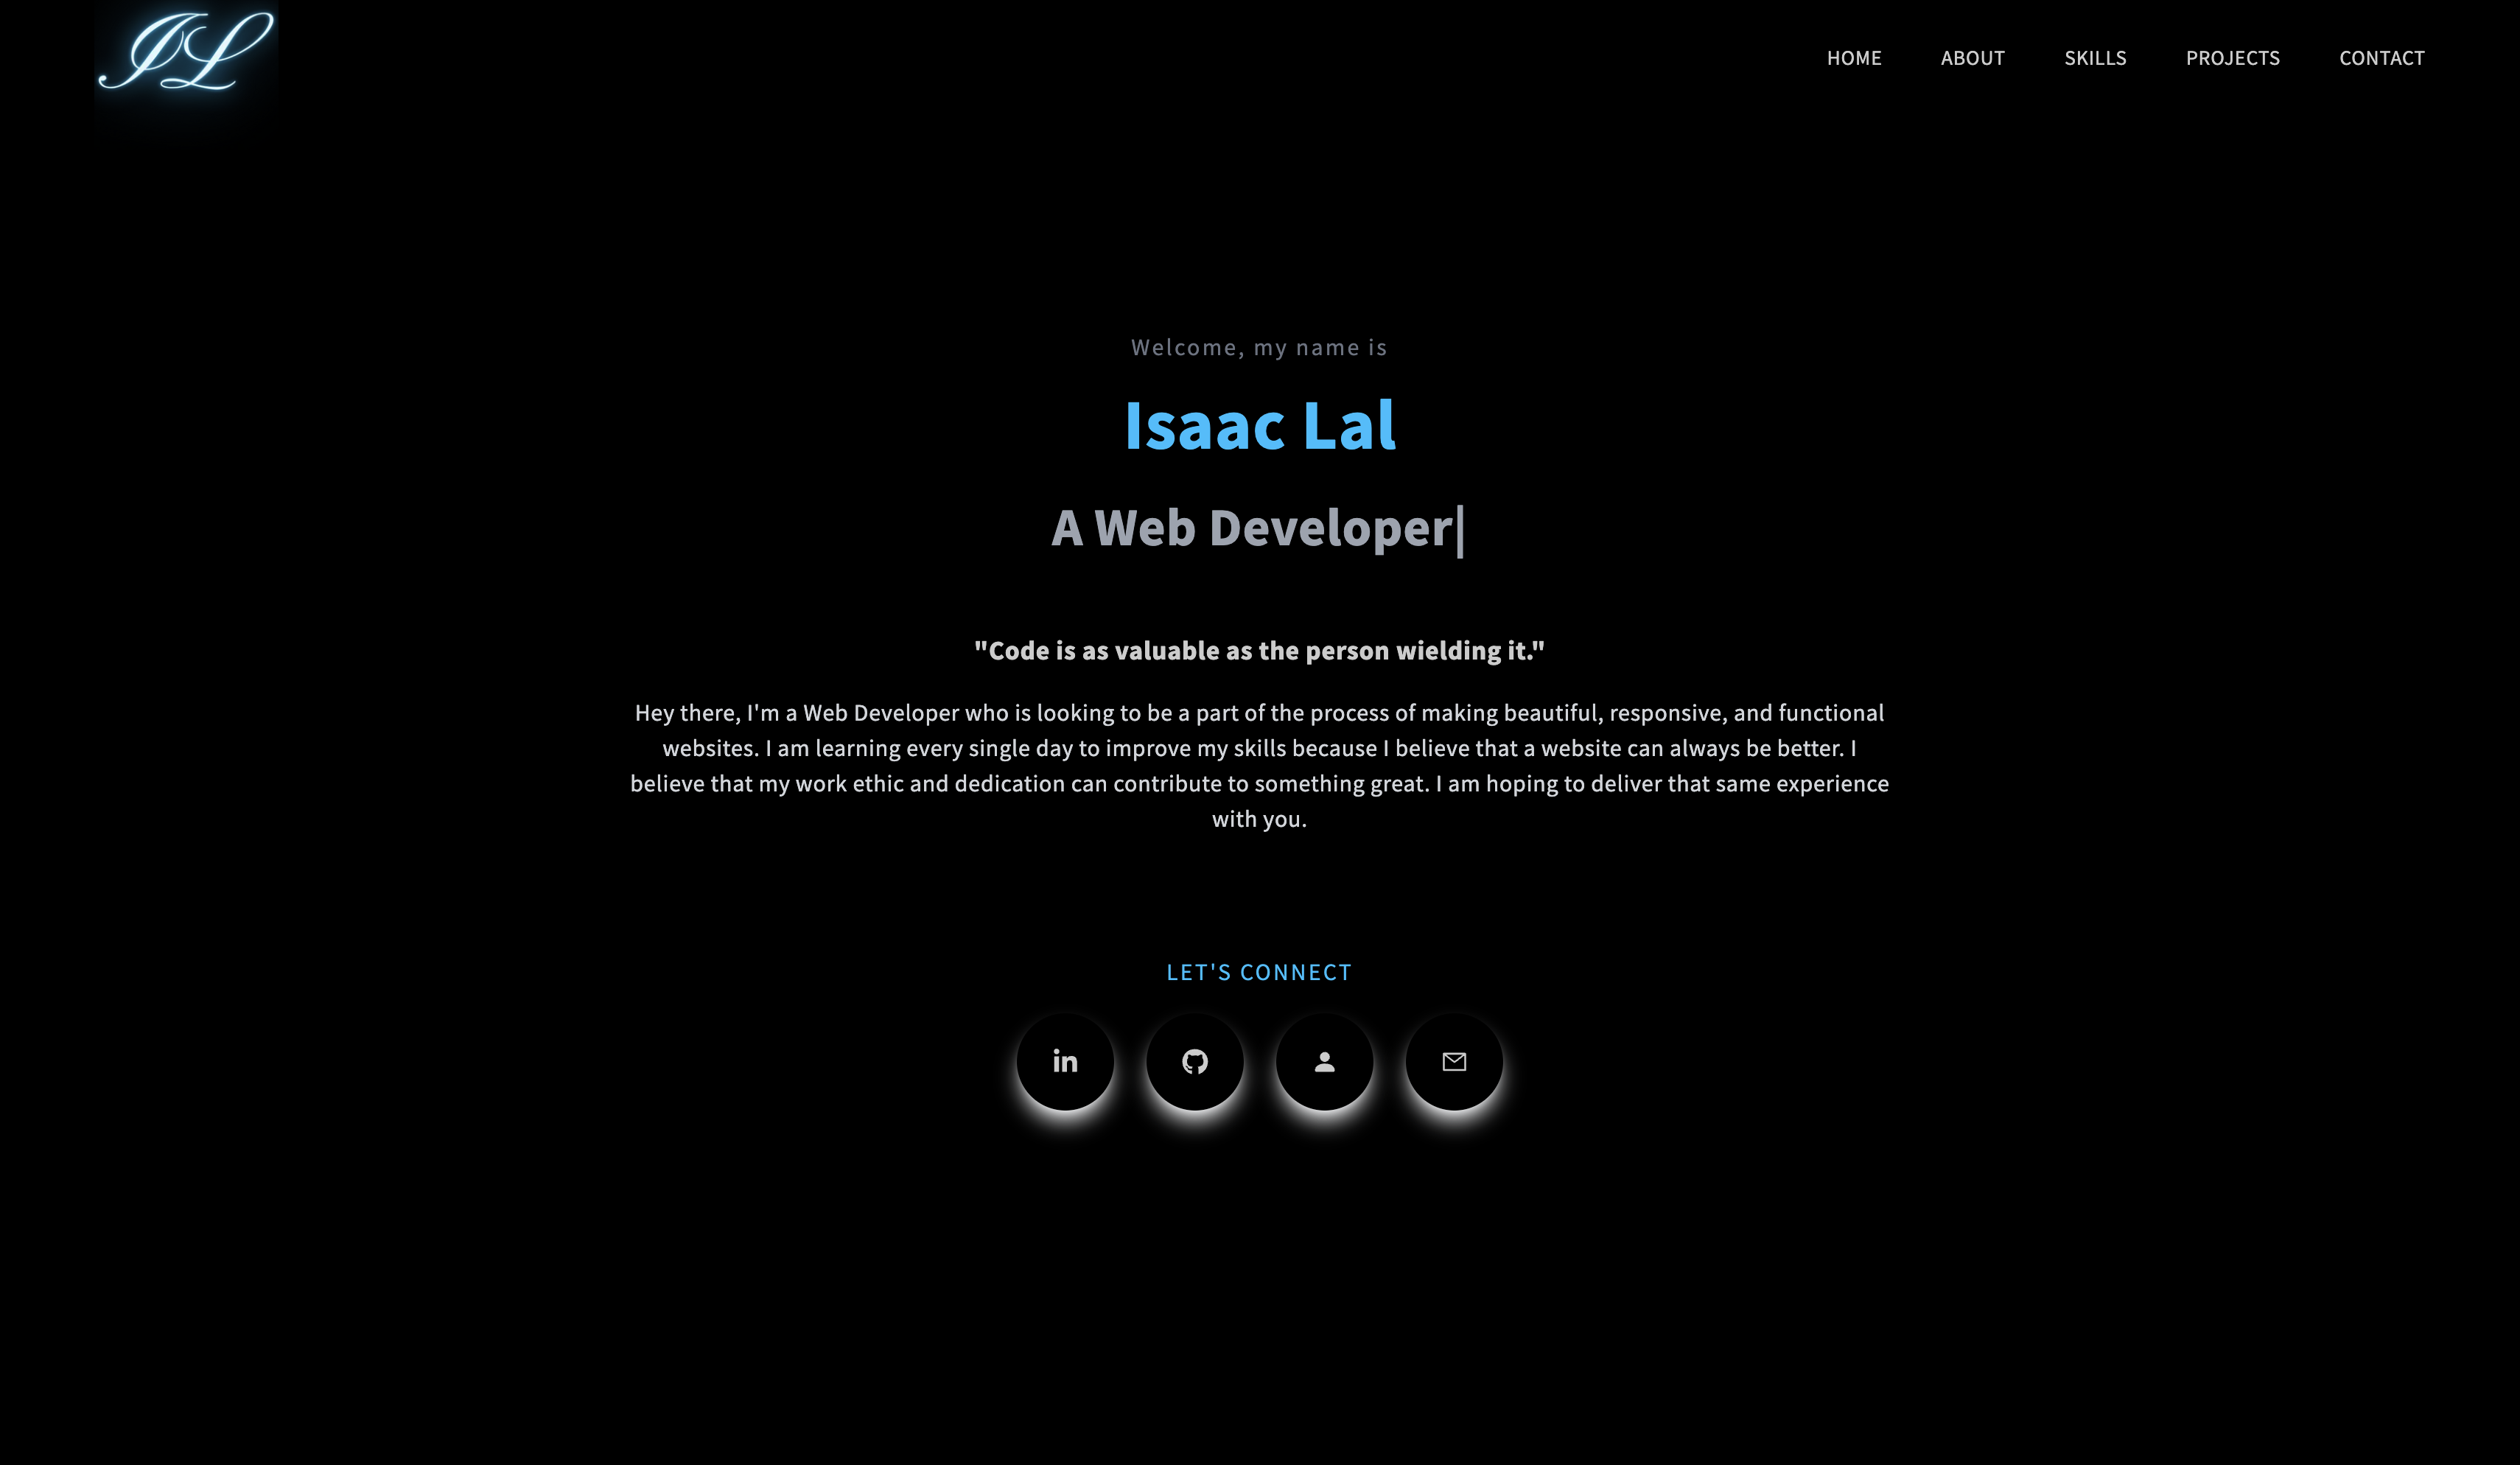 IL
HOME ABOUT SKILLS PROJECTS CONTACT
Welcome, my name is
Isaac Lal
A Web Developer|
"Code is as valuable as the person wielding it."
Hey there, I'm a Web Developer who is looking to be a part of the process of making beautiful, responsive, and functional
websites. I am learning every single day to improve my skills because I believe that a website can always be better. I
believe that my work ethic and dedication can contribute to something great. I am hoping to deliver that same experience
with you.
LET'S CONNECT
in